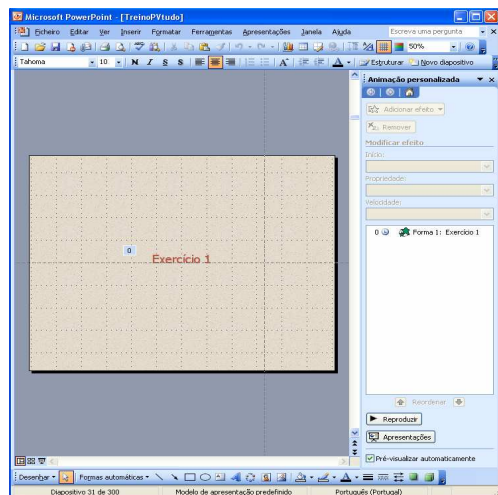 Microsoft PowerPoint - [TreinoPVtudo]
Ficheiro Editar Ver Inserir Formatar Ferramentas Apresentações Janela Ajuda Escreva uma pergunta
50%
Tahoma 10 N I S S Estruturar Novo diapositivo
Animação personalizada
Adicionar efeito
Remover
Modificar efeito
Início:
Propriedade:
Velocidade:
0 Forma 1: Exercício 1
0
Exercício 1
Reordenar
Reproduzir
Apresentações
Pré-visualizar automaticamente
Desenhar Formas automáticas
Diapositivo 31 de 300 Modelo de apresentação predefinido Português (Portugal)